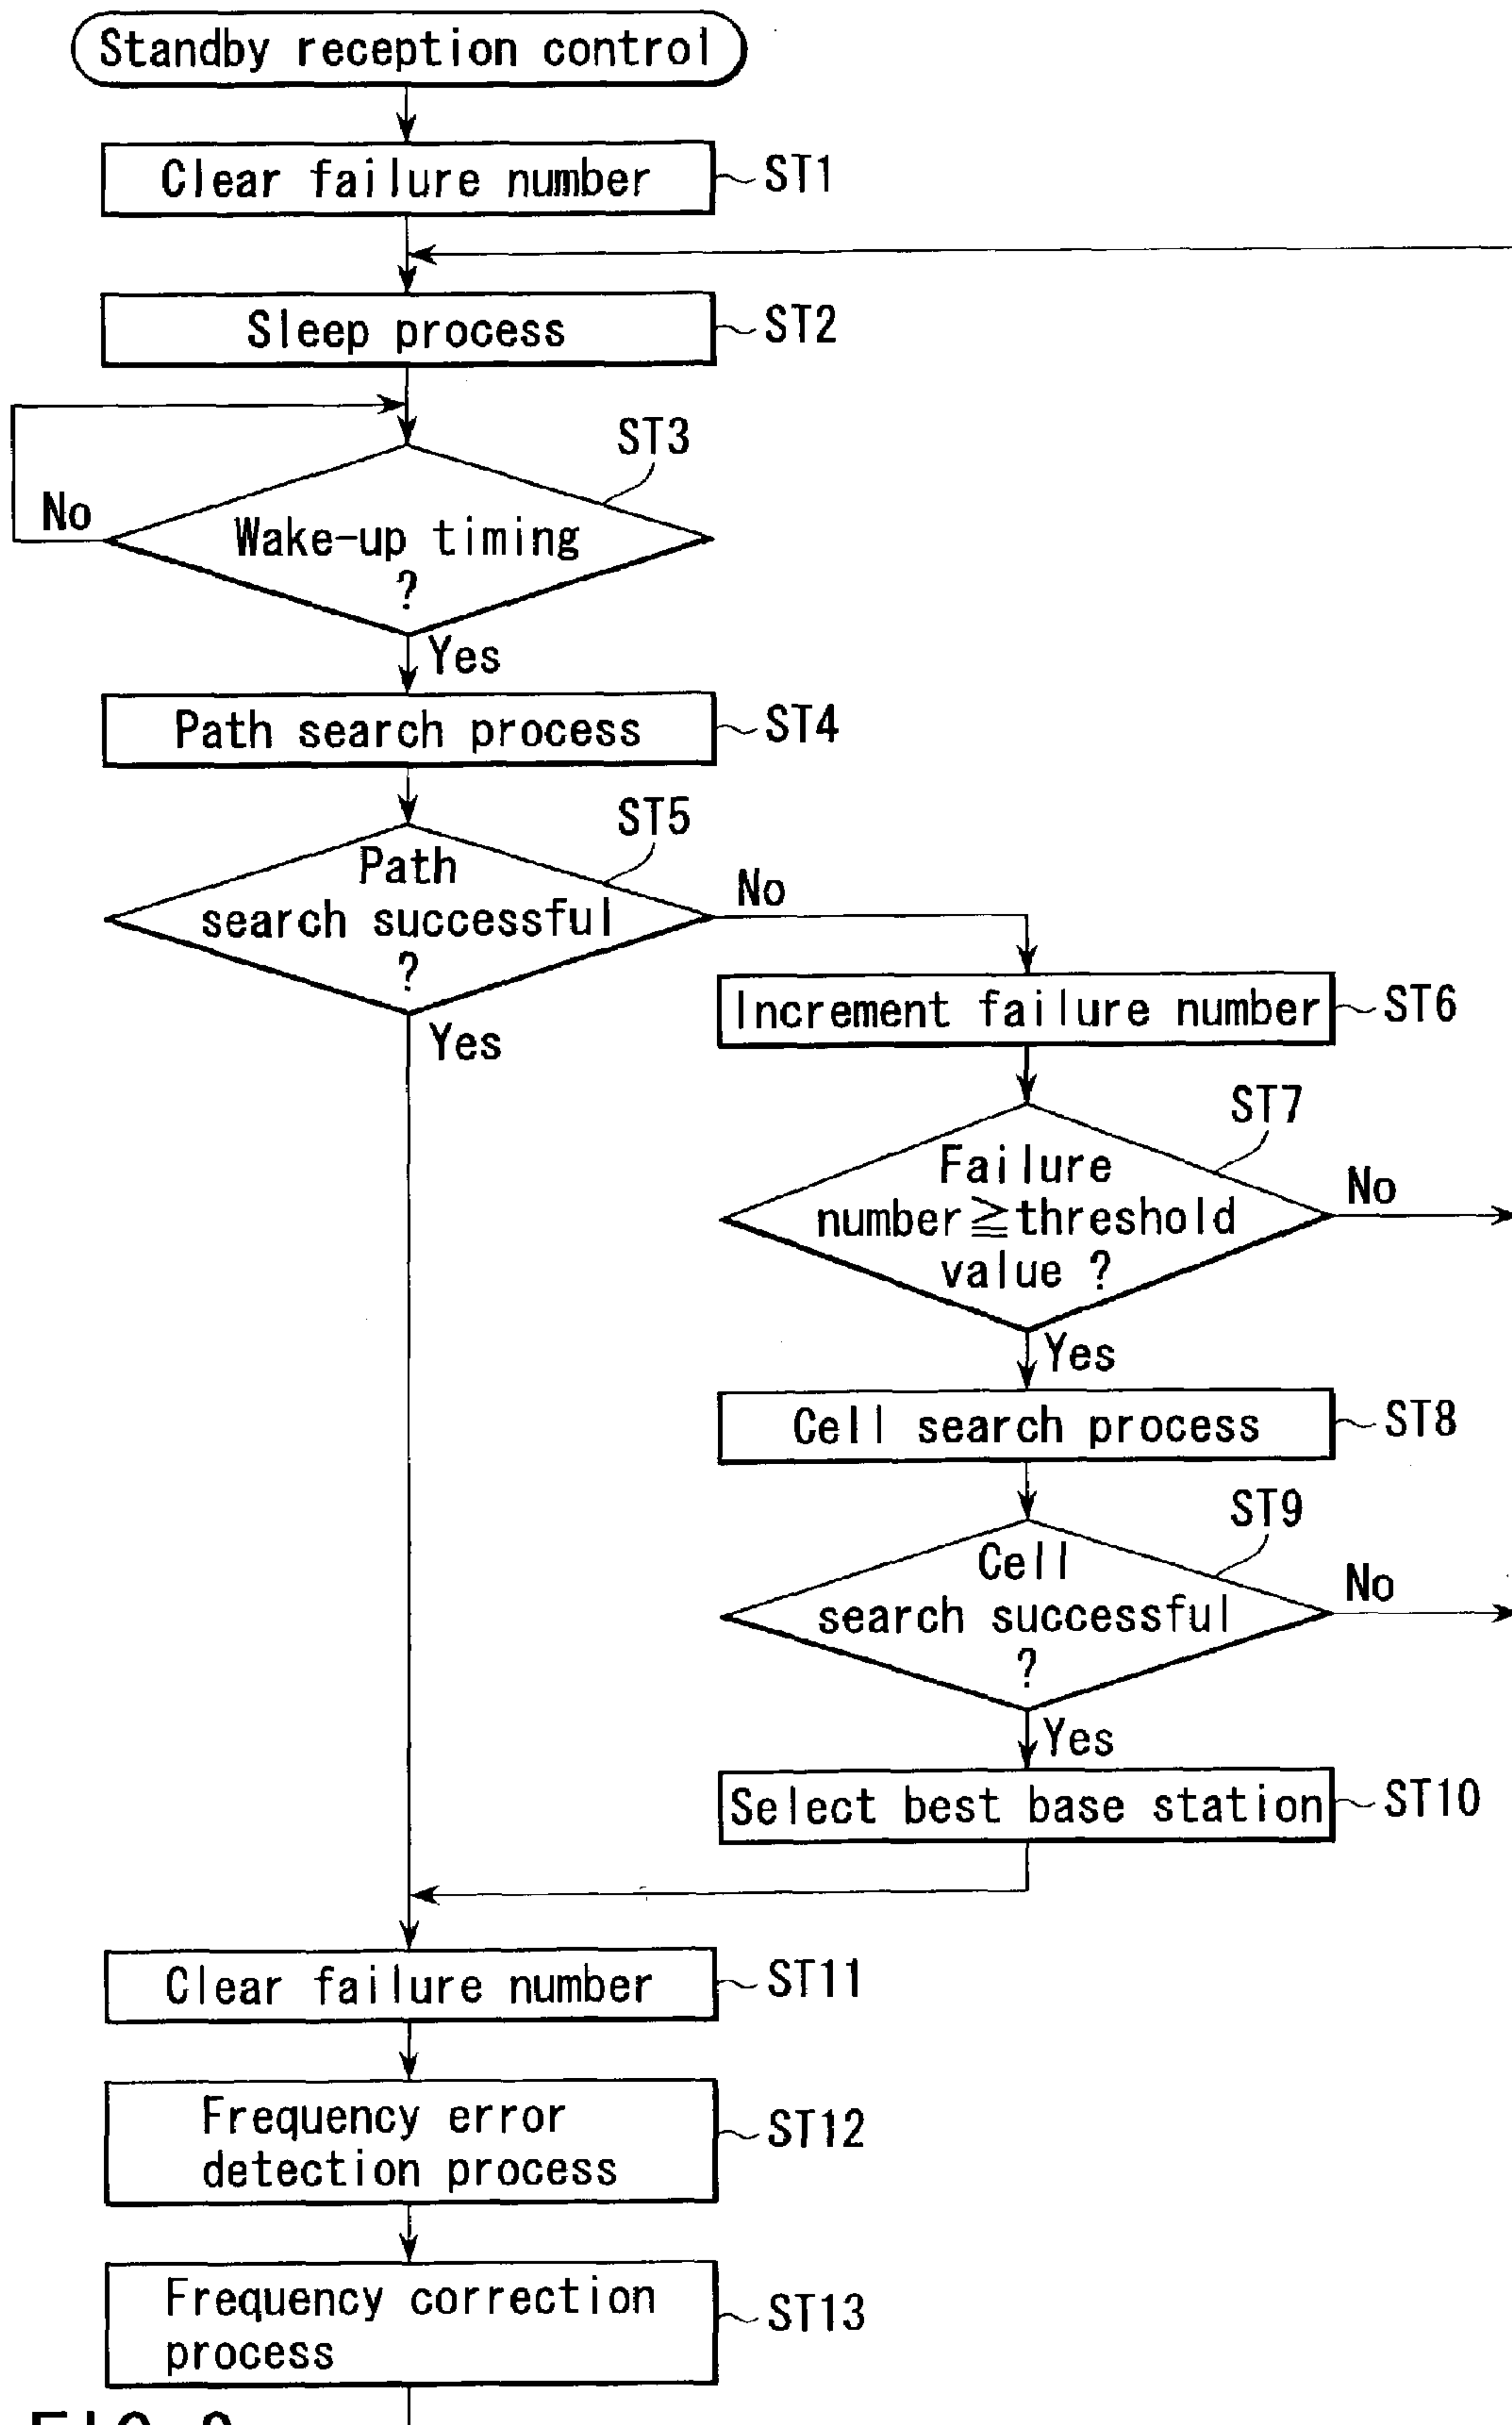 Standby reception control
Clear failure number
ST1
Sleep process
ST2
ST3
No
Wake-up timing
?
Yes
Path search process
ST4
ST5
Path
search successful
?
No
Yes
Increment failure number
ST6
ST7
Failure
number≧threshold
value ?
No
Yes
Cell search process
ST8
ST9
Cell
search successful
?
No
Yes
Select best base station
ST10
Clear failure number
ST11
Frequency error
detection process
ST12
Frequency correction
process
ST13